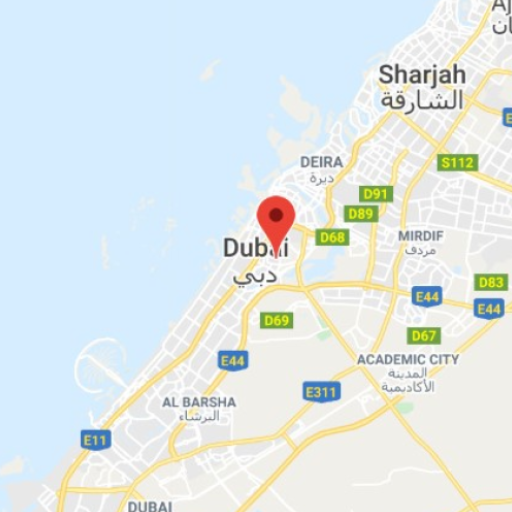 Aj
ان
Sharjah
الشارقة
E
DEIRA
ديرة
S112
D91
D89
D68
MIRDIF
مردف
Dubai
دبي
D83
E44
E44
D69
D67
E44
ACADEMIC CITY
المدينة
الأكاديمية
E311
AL BARSHA
البرشاء
E11
DUBAI